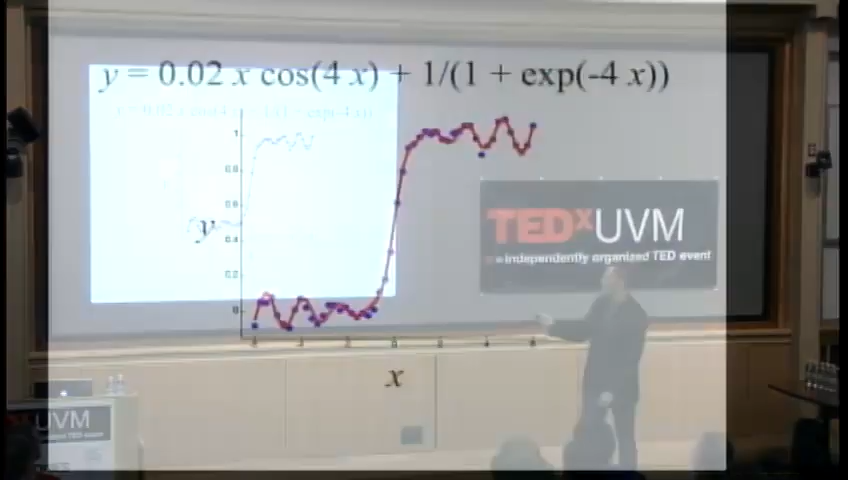 y = 0.02 x cos(4 x) + 1/(1 + exp(-4 x))
1
0.8
0.6
y
0.4
0.2
0
x
TEDxUVM
independently organized TED event
UVM